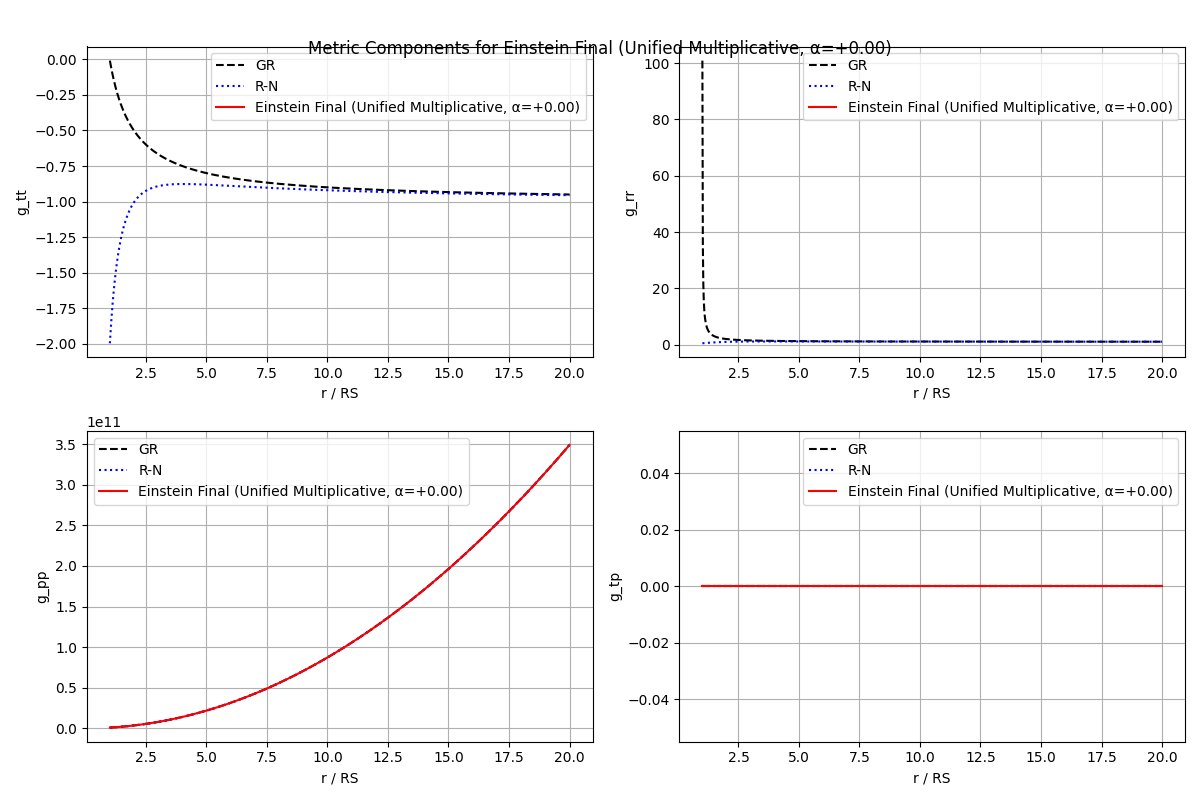 Metric Components for Einstein Final (Unified Multiplicative, α=+0.00)
0.00
−0.25
−0.50
−0.75
−1.00
−1.25
−1.50
−1.75
−2.00
g_tt
GR
R-N
Einstein Final (Unified Multiplicative, α=+0.00)
2.5 5.0 7.5 10.0 12.5 15.0 17.5 20.0
r / RS
100
80
60
40
20
0
g_rr
GR
R-N
Einstein Final (Unified Multiplicative, α=+0.00)
2.5 5.0 7.5 10.0 12.5 15.0 17.5 20.0
r / RS
1e11
3.5
3.0
2.5
2.0
1.5
1.0
0.5
0.0
g_pp
GR
R-N
Einstein Final (Unified Multiplicative, α=+0.00)
2.5 5.0 7.5 10.0 12.5 15.0 17.5 20.0
r / RS
0.04
0.02
0.00
−0.02
−0.04
g_tp
GR
R-N
Einstein Final (Unified Multiplicative, α=+0.00)
2.5 5.0 7.5 10.0 12.5 15.0 17.5 20.0
r / RS